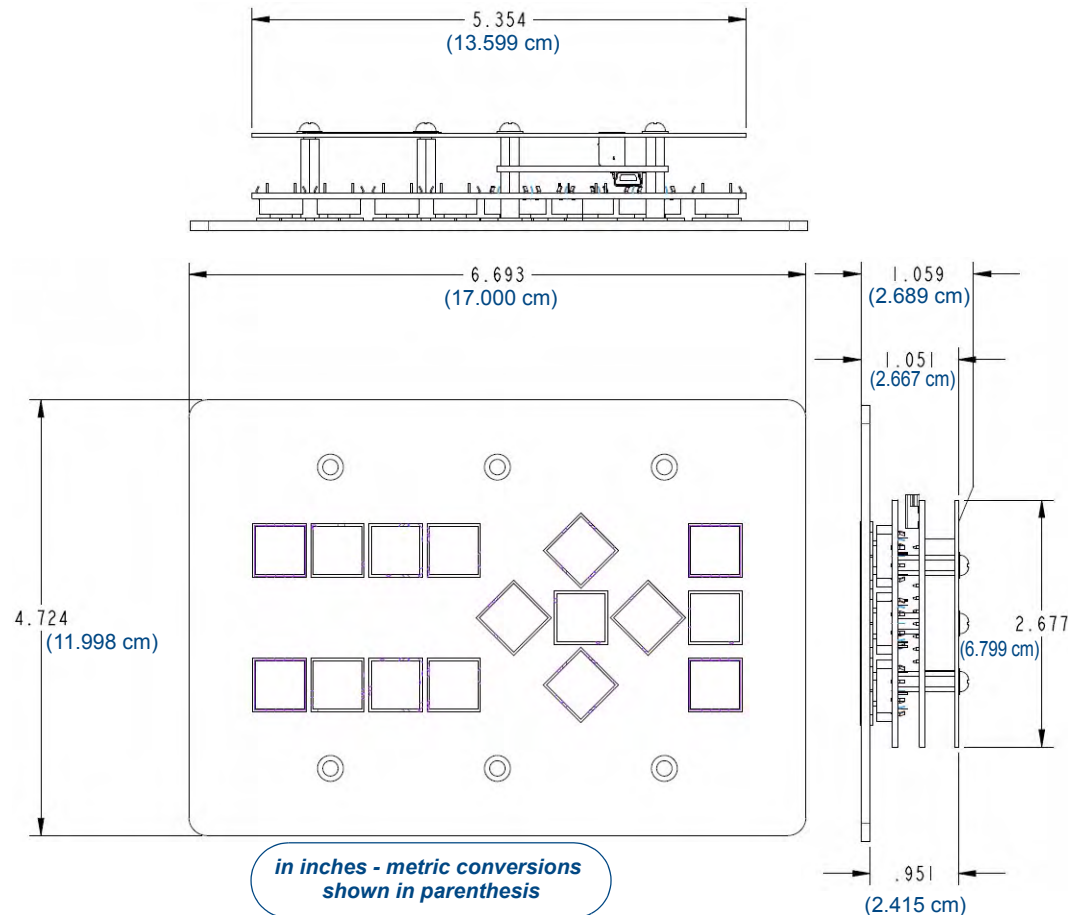 5.354
(13.599 cm)
6.693
(17.000 cm)
1.059
(2.689 cm)
1.051
(2.667 cm)
4.724
(11.998 cm)
2.677
(6.799 cm)
in inches - metric conversions
shown in parenthesis
.951
(2.415 cm)